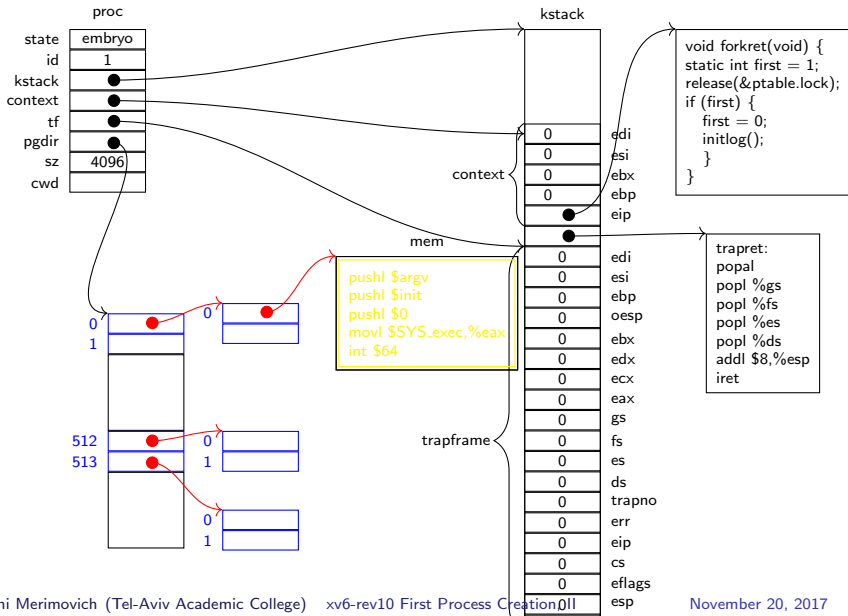 proc
state embryo
id 1
kstack
context
tf
pgdir
sz 4096
cwd
kstack
context
0 edi
0 esi
0 ebx
0 ebp
eip
trapframe
0 edi
0 esi
0 ebp
0 oesp
0 ebx
0 edx
0 ecx
0 eax
0 gs
0 fs
0 es
0 ds
0 trapno
0 err
0 eip
0 cs
0 eflags
0 esp
void forkret(void) {
static int first = 1;
release(&ptable.lock);
if (first) {
first = 0;
initlog();
}
}
trapret:
popal
popl %gs
popl %fs
popl %es
popl %ds
addl $8,%esp
iret
mem
pushl $argv
pushl $init
pushl $0
movl $SYS_exec,%eax
int $64
0
1
512
513
0
0
1
0
1
ni Merimovich (Tel-Aviv Academic College) xv6-rev10 First Process Creation, II November 20, 2017